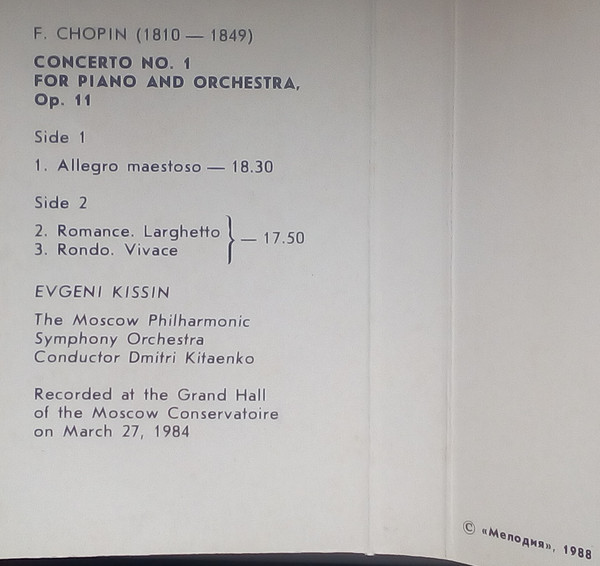 F. CHOPIN (1810 — 1849)
CONCERTO NO. 1
FOR PIANO AND ORCHESTRA,
Op. 11
Side 1
1. Allegro maestoso — 18.30
Side 2
2. Romance. Larghetto
3. Rondo. Vivace
} — 17.50
EVGENI KISSIN
The Moscow Philharmonic
Symphony Orchestra
Conductor Dmitri Kitaenko
Recorded at the Grand Hall
of the Moscow Conservatoire
on March 27, 1984
© «Мелодия», 1988